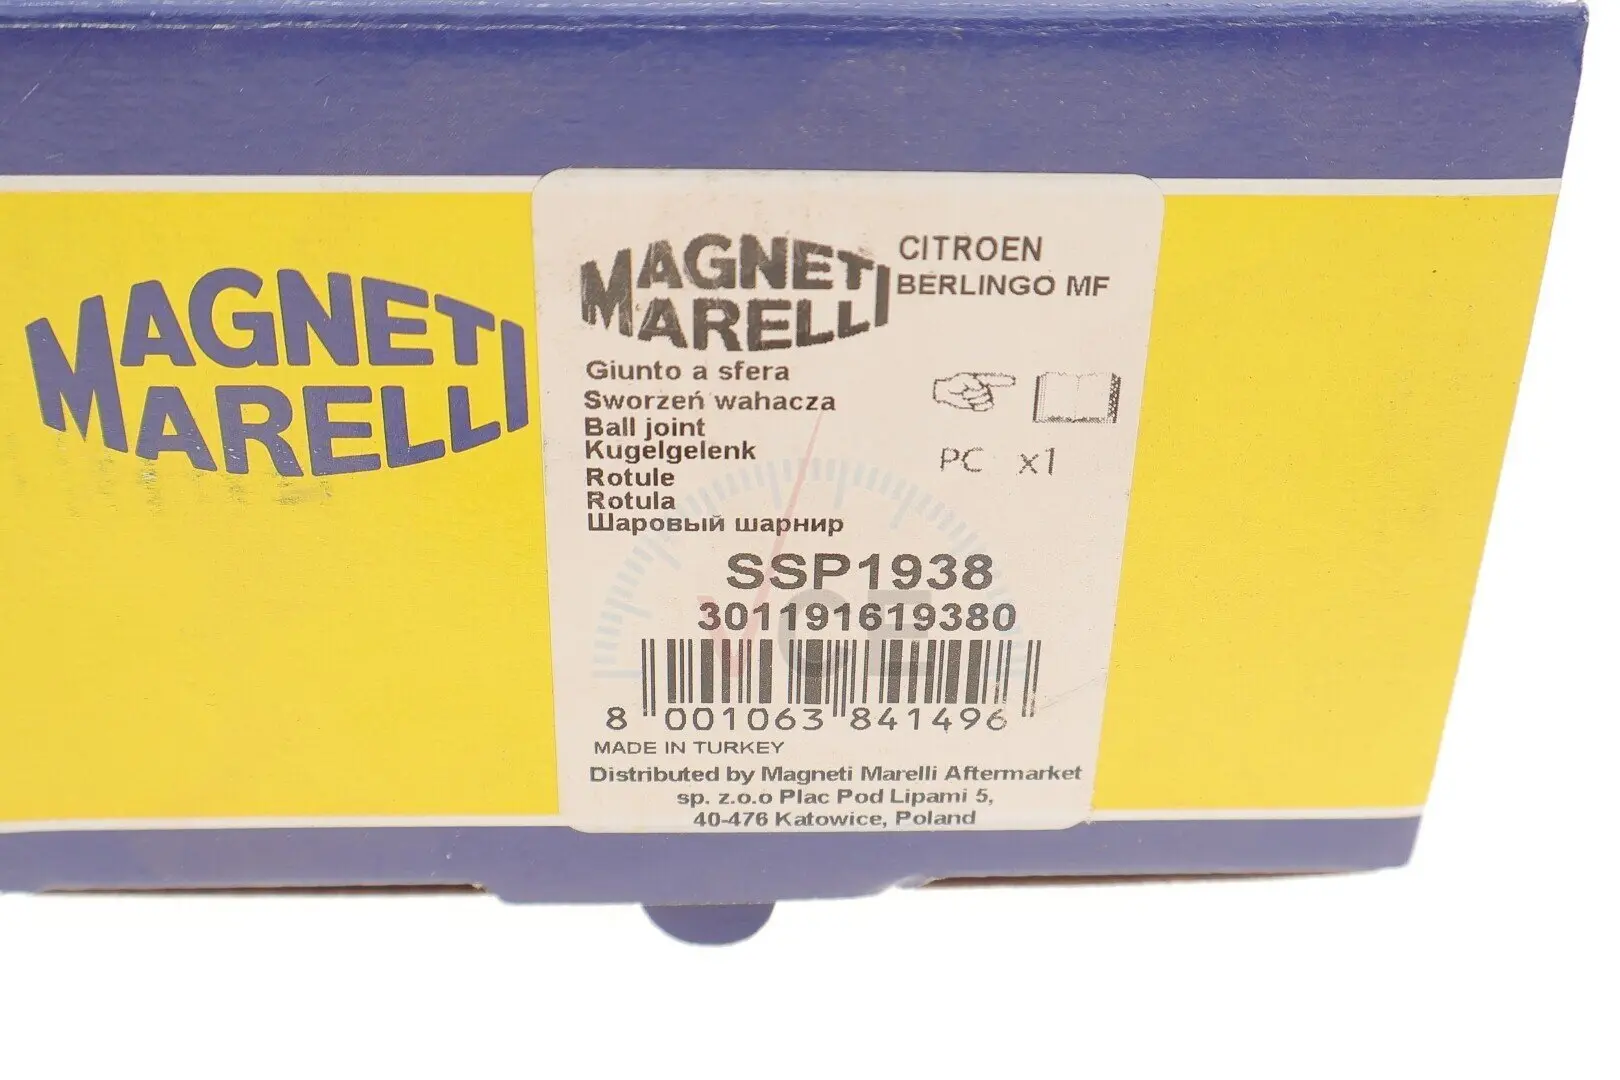 MAGNETI
MARELLI
MAGNETI
MARELLI
CITROEN
BERLINGO MF
Giunto a sfera
Sworzeń wahacza
Ball joint
Kugelgelenk
Rotule
Rotula
Шаровый шарнир
PC x1
SSP1938
301191619380
VCE
8 001063 841496
MADE IN TURKEY
Distributed by Magneti Marelli Aftermarket
sp. z.o.o Plac Pod Lipami 5,
40-476 Katowice, Poland